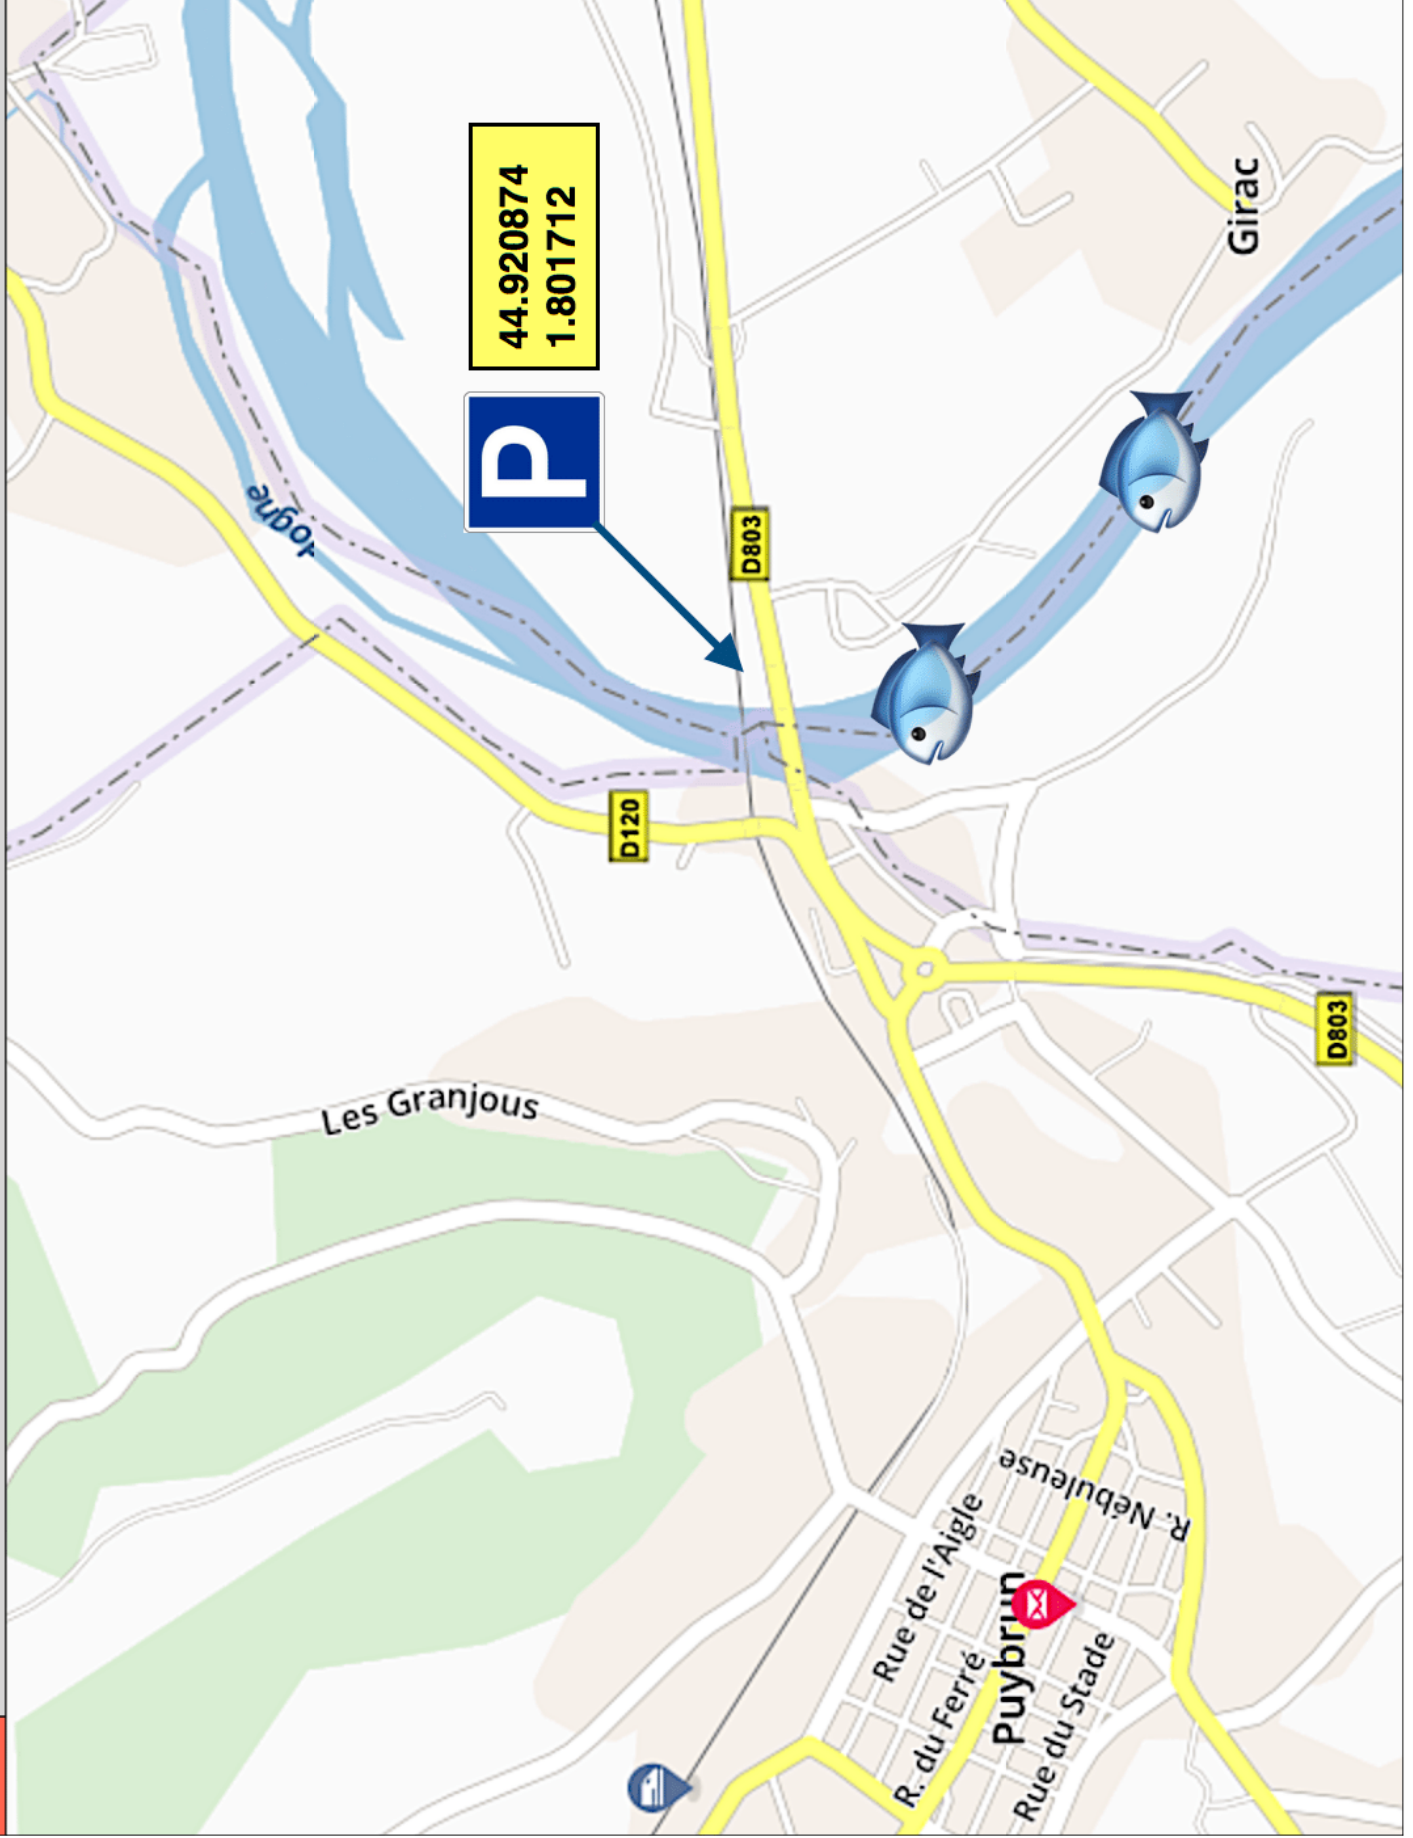 dogne
Les Granjous
P
44.920874
1.801712
D120
D803
Rue de l'Aigle
R. du Ferré
Puybrun
Rue du Stade
R. Nébuleuse
Girac
D803